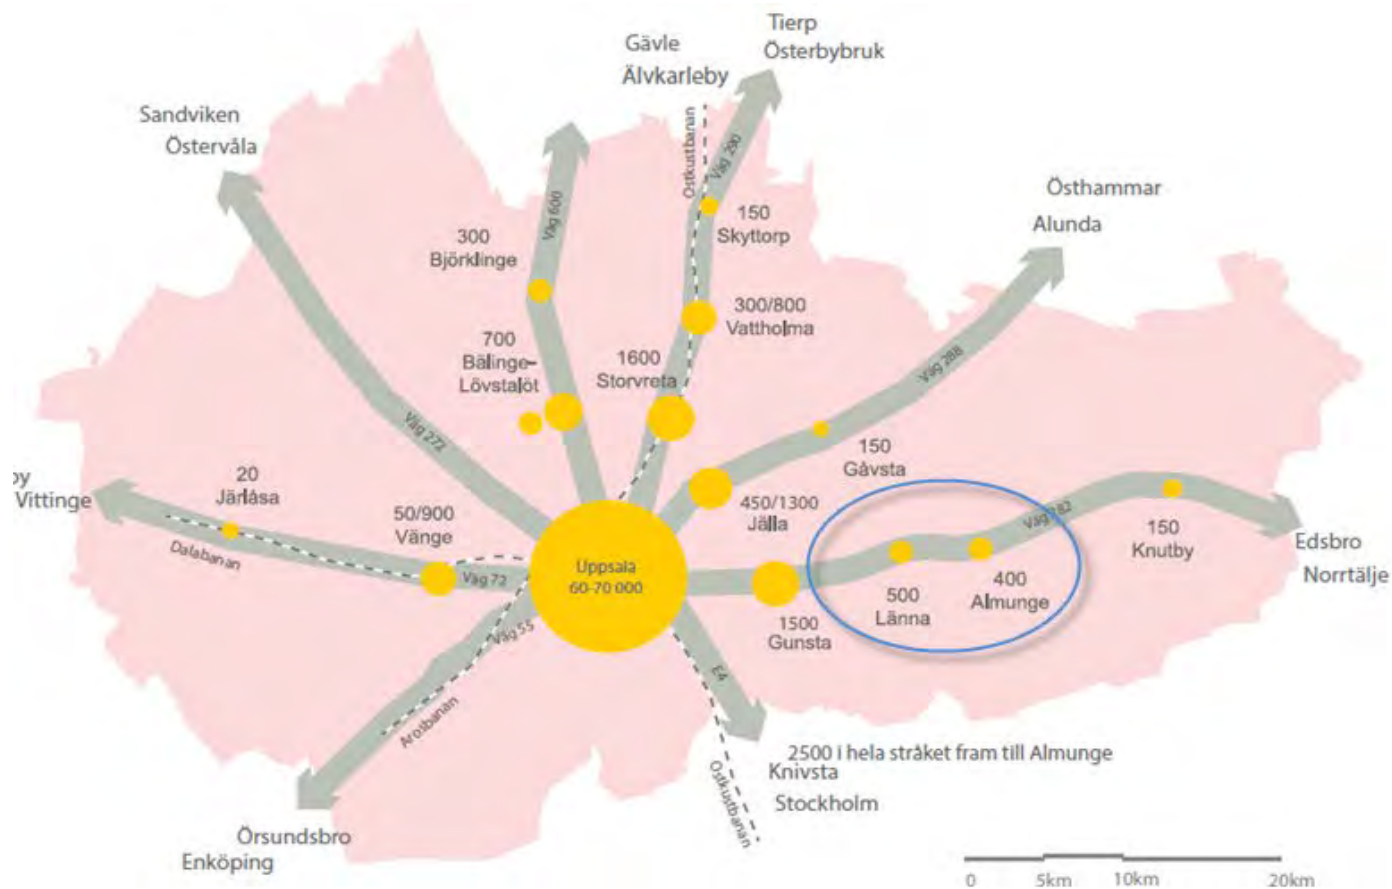 Tierp
Österbybruk
Gävle
Älvkarleby
Sandviken
Östervåla
Östhammar
Alunda
Ostkustbanan
Väg 290
Väg 600
150
Skyttorp
300
Björklinge
300/800
Vattholma
700
Bälinge-
Lövstalöt
1600
Storvreta
Väg 288
Väg 272
150
Gåvsta
20
Järlåsa
by
Vittinge
50/900
Vänge
450/1300
Jälla
Väg 282
150
Knutby
Edsbro
Norrtälje
Dalabanan
Väg 72
Uppsala
60-70 000
500
Länna
400
Almunge
1500
Gunsta
Väg 55
E4
Arosbanan
2500 i hela stråket fram till Almunge
Knivsta
Stockholm
Ostkustbanan
Örsundsbro
Enköping
0 5km 10km 20km